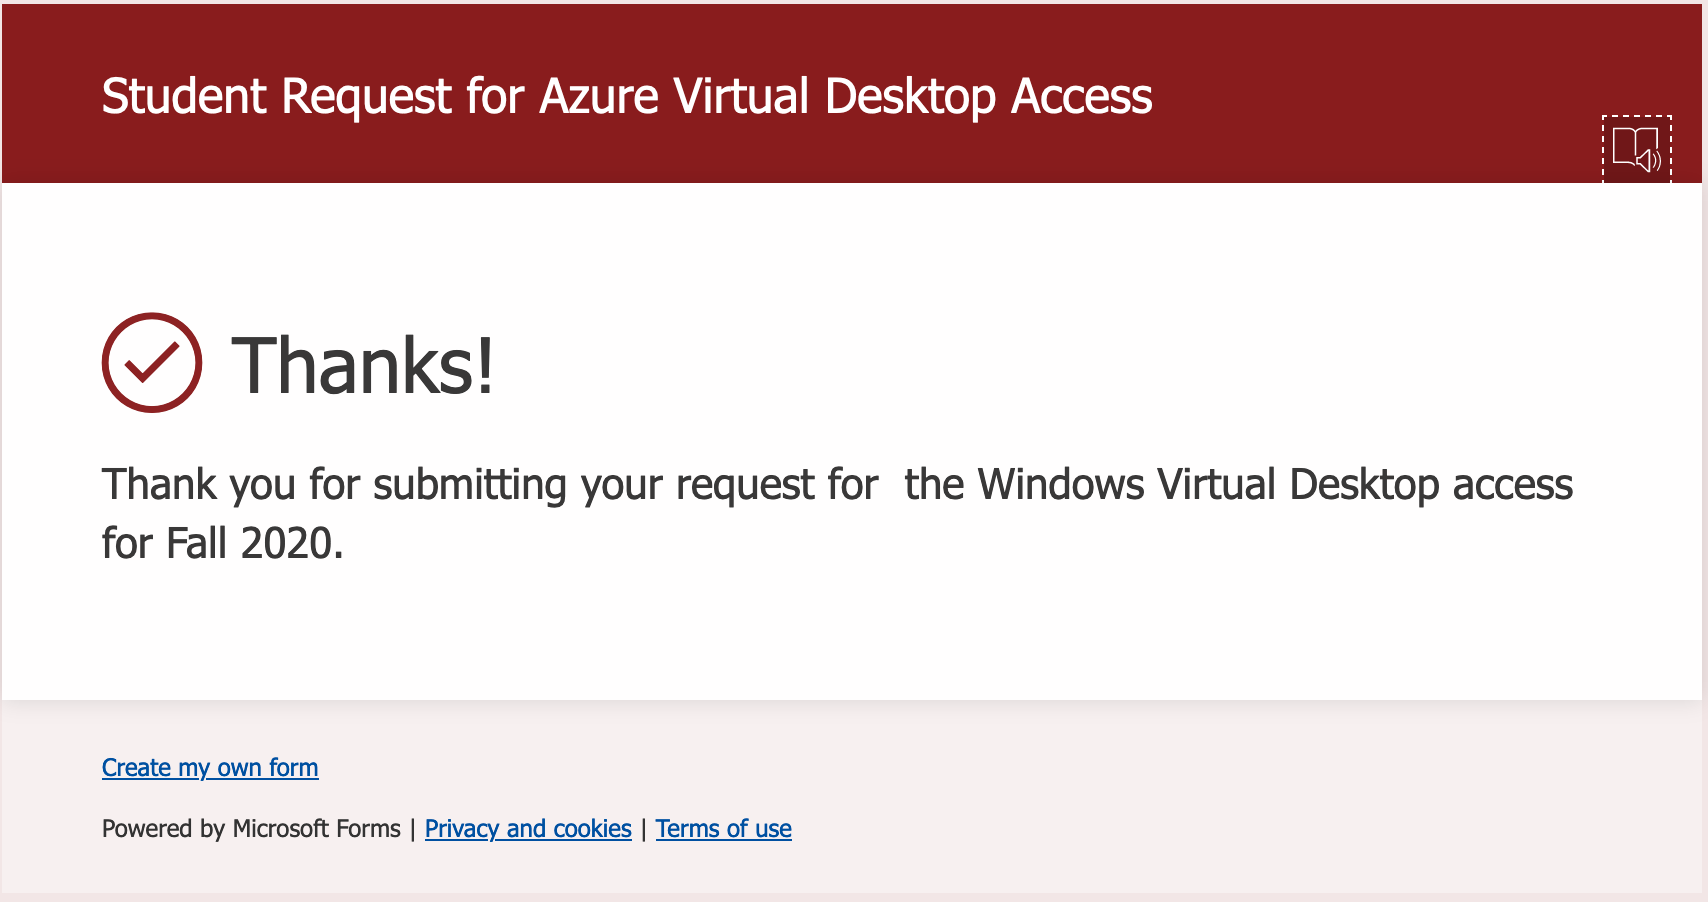 Student Request for Azure Virtual Desktop Access
Thanks!
Thank you for submitting your request for  the Windows Virtual Desktop access
for Fall 2020.
Create my own form
Powered by Microsoft Forms | Privacy and cookies | Terms of use